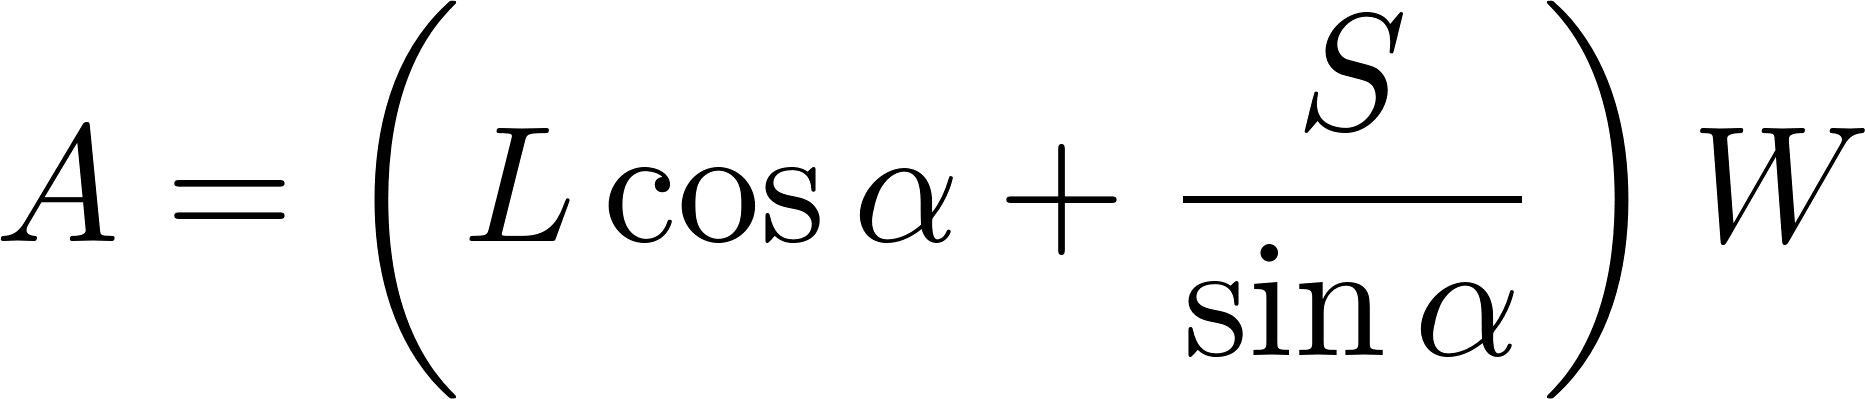 A = ( L cos α + S / sin α ) W